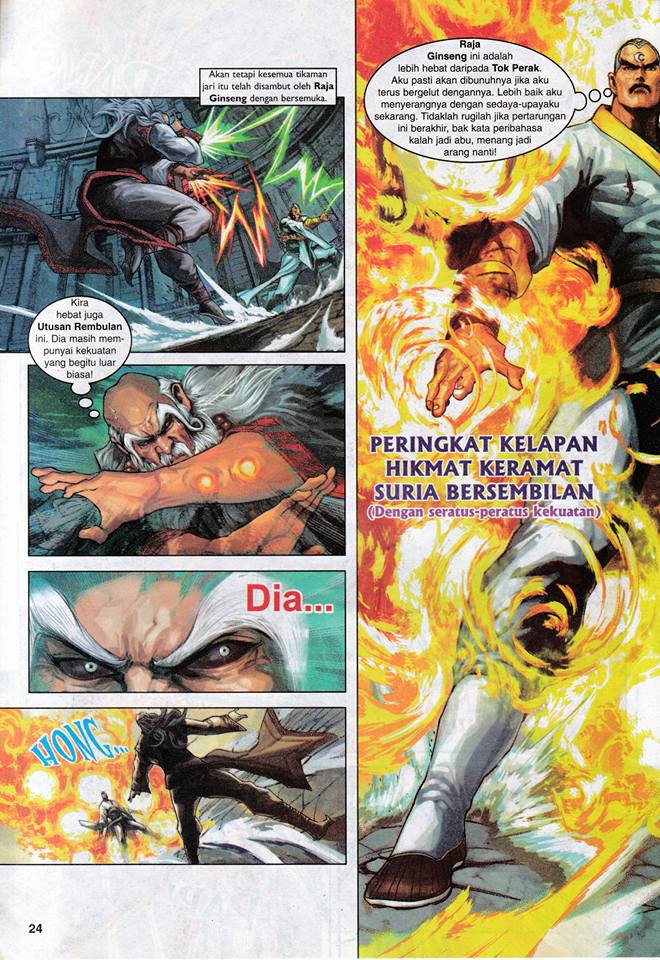 Akan tetapi kesemua tikaman
jari itu telah disambut oleh Raja
Ginseng dengan bersemuka.
Kira
hebat juga
Utusan Rembulan
ini. Dia masih mem-
punyai kekuatan
yang begitu luar
biasa!
Dia...
HONG...
Raja
Ginseng ini adalah
lebih hebat daripada Tok Perak.
Aku pasti akan dibunuhnya jika aku
terus bergelut dengannya. Lebih baik aku
menyerangnya dengan sedaya-upayaku
sekarang. Tidaklah rugilah jika pertarungan
ini berakhir, bak kata peribahasa
kalah jadi abu, menang jadi
arang nanti!
PERINGKAT KELAPAN
HIKMAT KERAMAT
SURIA BERSEMBILAN
(Dengan seratus-peratus kekuatan)
24